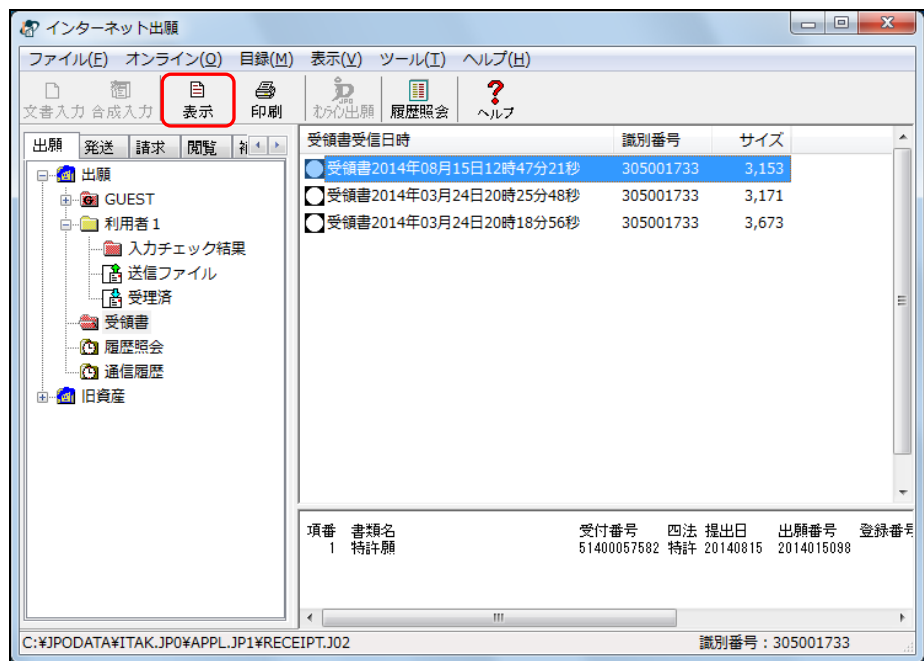 インターネット出願
ファイル(F) オンライン(O) 目録(M) 表示(V) ツール(T) ヘルプ(H)
文書入力 合成入力 表示 印刷 オンライン出願 履歴照会 ヘルプ
出願 発送 請求 閲覧
出願
GUEST
利用者1
入力チェック結果
送信ファイル
受理済
受領書
履歴照会
通信履歴
旧資産
受領書受信日時 識別番号 サイズ
受領書2014年08月15日12時47分21秒 305001733 3,153
受領書2014年03月24日20時25分48秒 305001733 3,171
受領書2014年03月24日20時18分56秒 305001733 3,673
項番 書類名 受付番号 四法 提出日 出願番号 登録番号
1 特許願 51400057582 特許 20140815 2014015098
C:¥JPODATA¥ITAK.JP0¥APPL.JP1¥RECEIPT.J02 識別番号：305001733